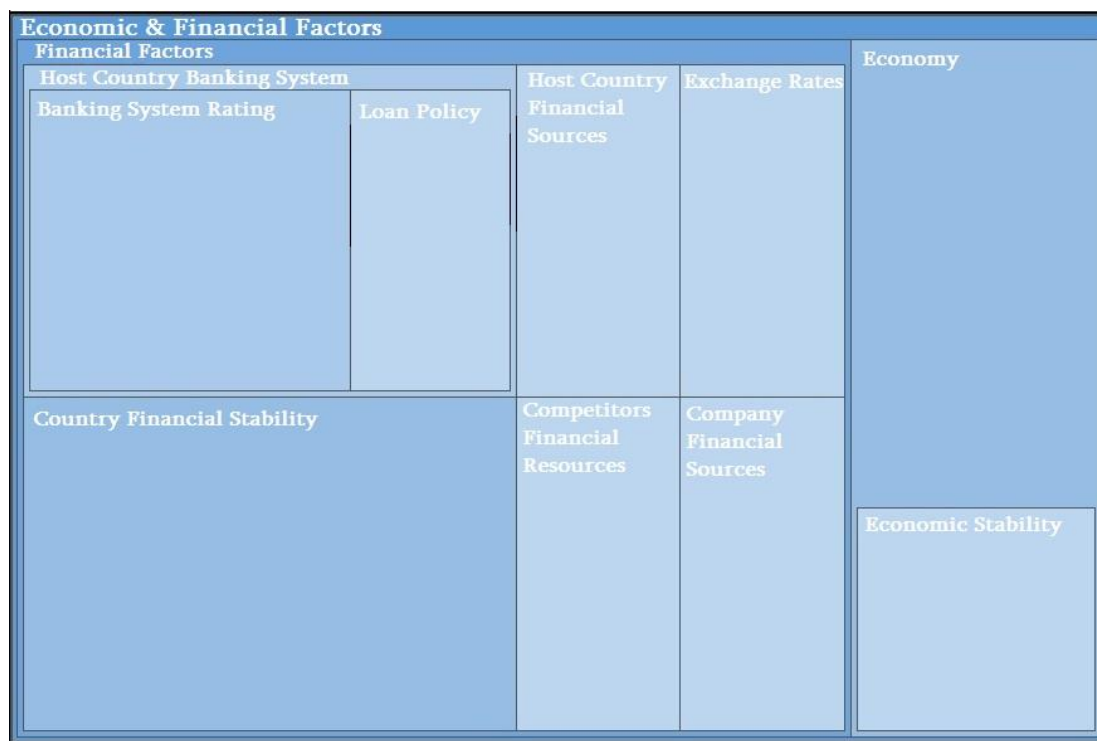 Economic & Financial Factors
Financial Factors
Economy
Host Country Banking System
Host Country
Financial
Sources
Exchange Rates
Banking System Rating
Loan Policy
Country Financial Stability
Competitors
Financial
Resources
Company
Financial
Sources
Economic Stability